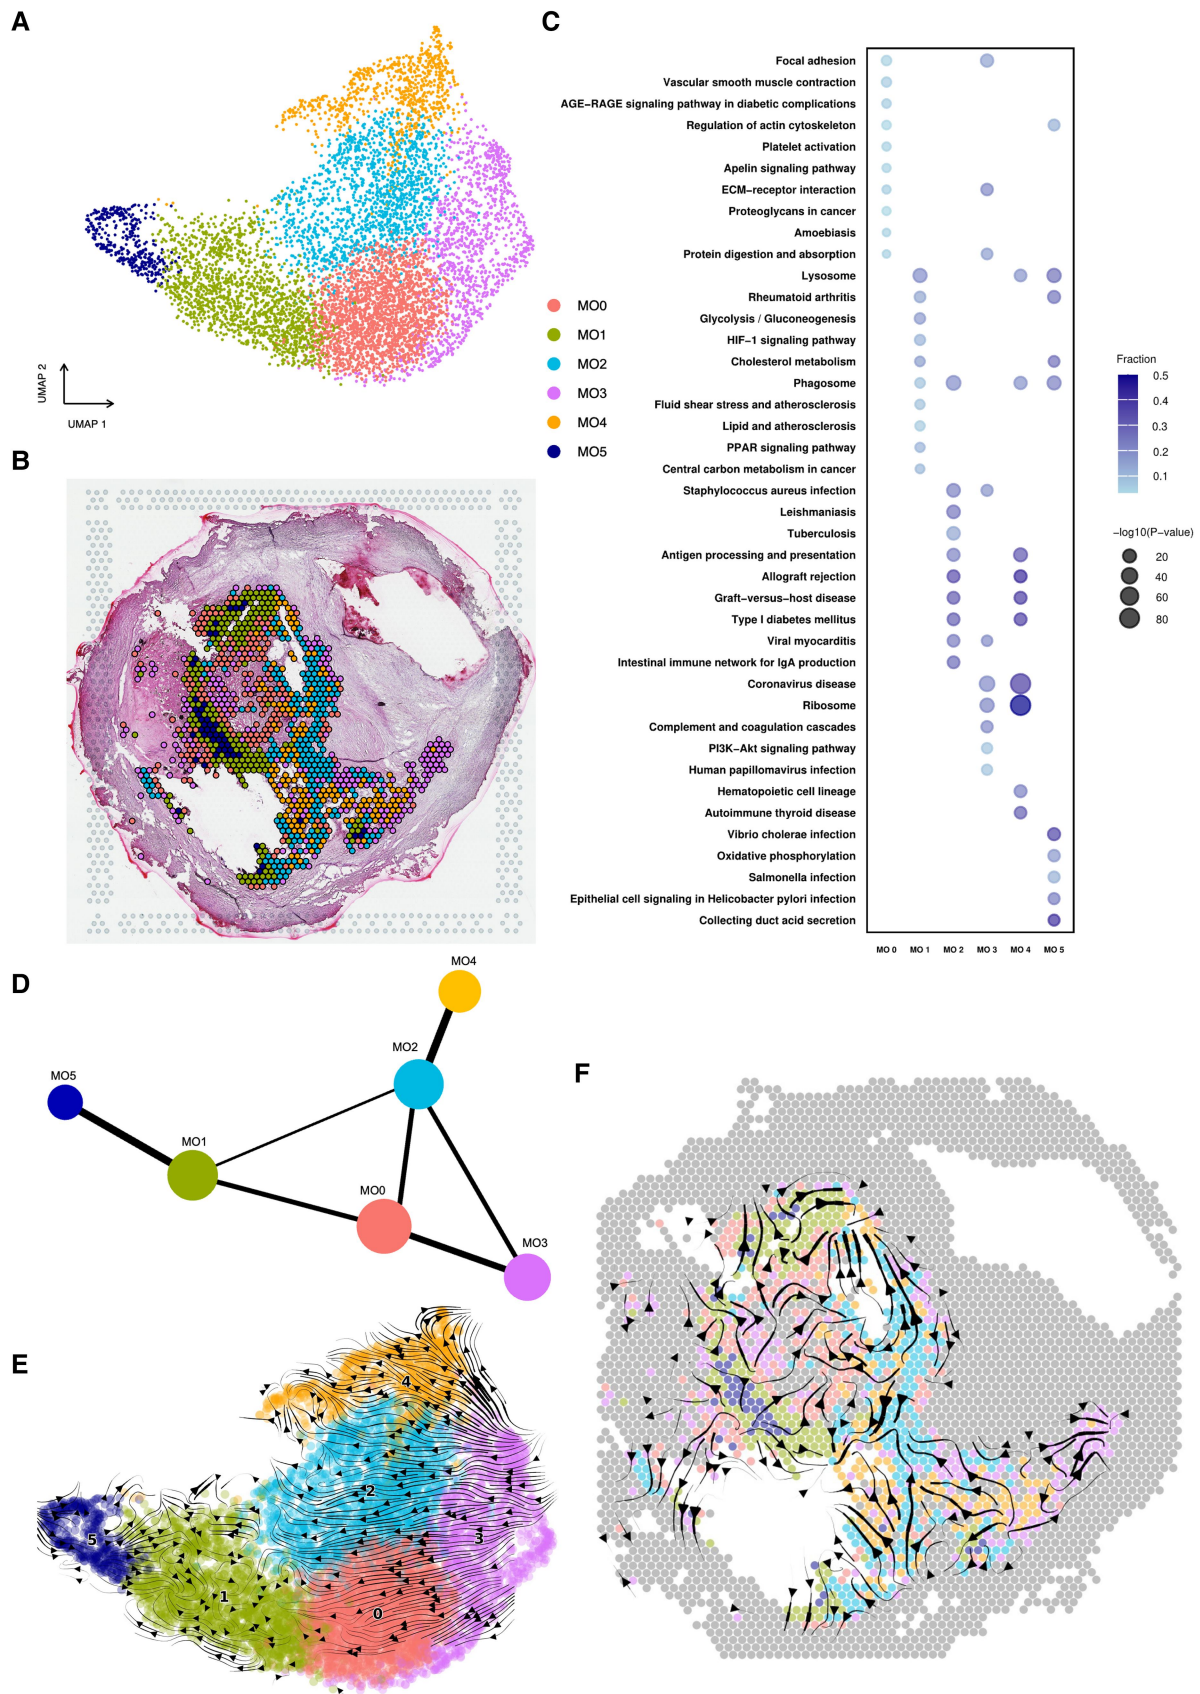 A
UMAP 2
UMAP 1
MO0
MO1
MO2
MO3
MO4
MO5
B
C
Focal adhesion
Vascular smooth muscle contraction
AGE−RAGE signaling pathway in diabetic complications
Regulation of actin cytoskeleton
Platelet activation
Apelin signaling pathway
ECM−receptor interaction
Proteoglycans in cancer
Amoebiasis
Protein digestion and absorption
Lysosome
Rheumatoid arthritis
Glycolysis / Gluconeogenesis
HIF−1 signaling pathway
Cholesterol metabolism
Phagosome
Fluid shear stress and atherosclerosis
Lipid and atherosclerosis
PPAR signaling pathway
Central carbon metabolism in cancer
Staphylococcus aureus infection
Leishmaniasis
Tuberculosis
Antigen processing and presentation
Allograft rejection
Graft−versus−host disease
Type I diabetes mellitus
Viral myocarditis
Intestinal immune network for IgA production
Coronavirus disease
Ribosome
Complement and coagulation cascades
PI3K−Akt signaling pathway
Human papillomavirus infection
Hematopoietic cell lineage
Autoimmune thyroid disease
Vibrio cholerae infection
Oxidative phosphorylation
Salmonella infection
Epithelial cell signaling in Helicobacter pylori infection
Collecting duct acid secretion
MO 0 MO 1 MO 2 MO 3 MO 4 MO 5
Fraction
0.5
0.4
0.3
0.2
0.1
−log10(P−value)
20
40
60
80
D
MO4
MO2
MO5
MO1
MO0
MO3
E
4
2
5
3
1
0
F